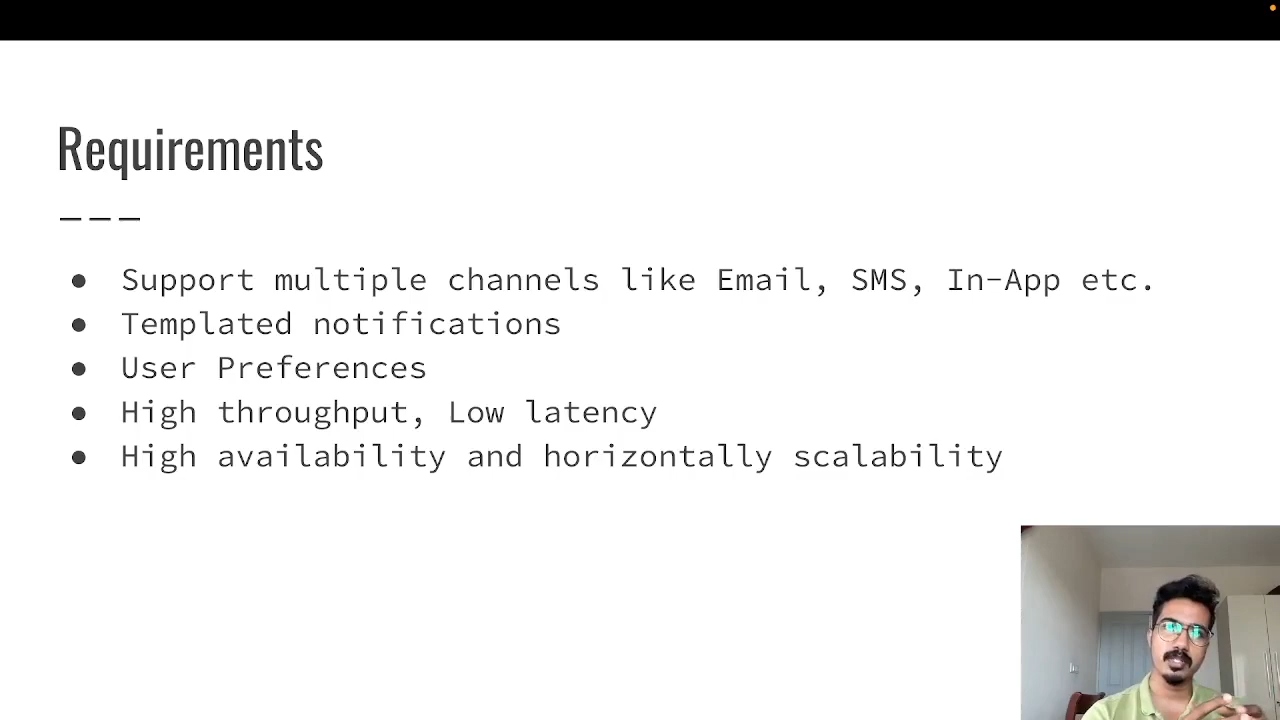 Requirements
Support multiple channels like Email, SMS, In-App etc.
Templated notifications
User Preferences
High throughput, Low latency
High availability and horizontally scalability